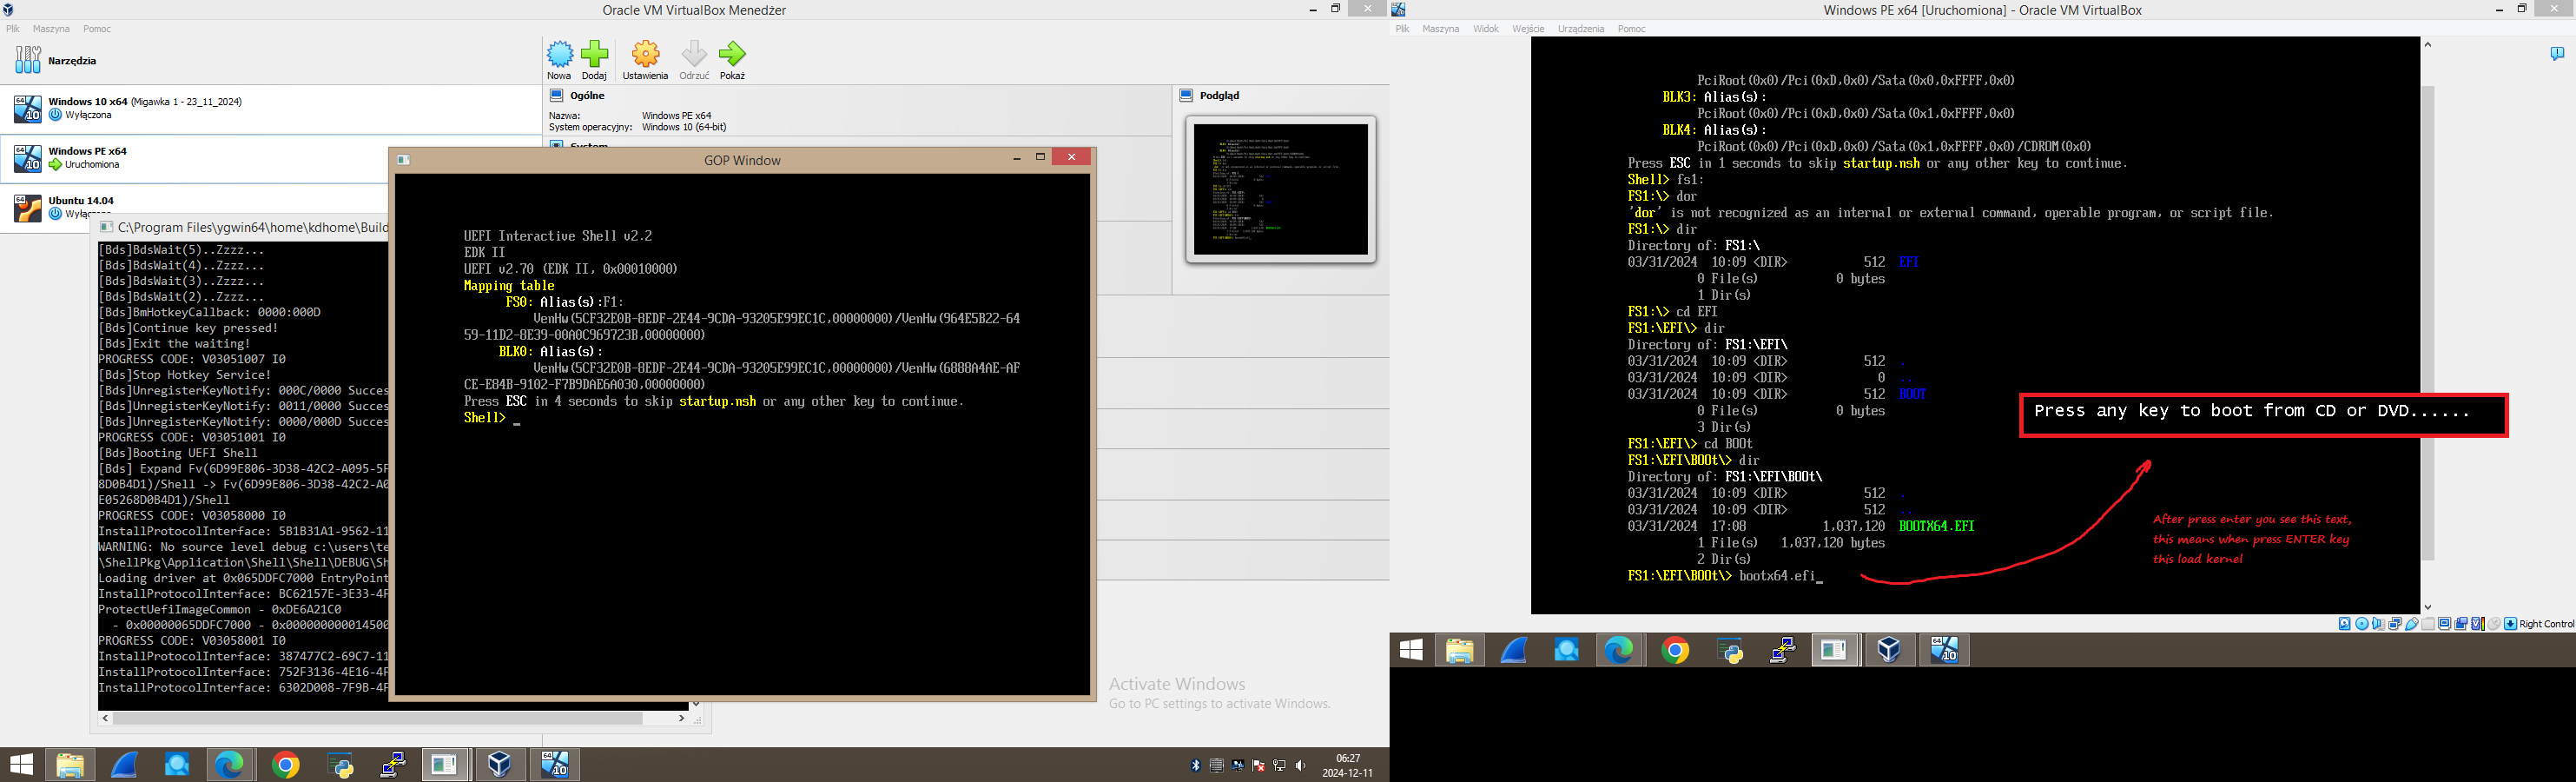 Oracle VM VirtualBox Menedżer
Plik Maszyna Pomoc
Narzędzia
Nowa Dodaj Ustawienia Odrzuć Pokaż
Windows 10 x64 (Migawka 1 - 23_11_2024)
Wyłączona
Windows PE x64
Uruchomiona
Ubuntu 14.04
Wyłączona
Ogólne
Nazwa: Windows PE x64
System operacyjny: Windows 10 (64-bit)
System
Podgląd
C:\Program Files\ygwin64\home\kdhome\Build
[Bds]BdsWait(5)..Zzzz...
[Bds]BdsWait(4)..Zzzz...
[Bds]BdsWait(3)..Zzzz...
[Bds]BdsWait(2)..Zzzz...
[Bds]BmHotkeyCallback: 0000:000D
[Bds]Continue key pressed!
[Bds]Exit the waiting!
PROGRESS CODE: V03051007 I0
[Bds]Stop Hotkey Service!
[Bds]UnregisterKeyNotify: 000C/0000 Succes
[Bds]UnregisterKeyNotify: 0011/0000 Succes
[Bds]UnregisterKeyNotify: 0000/000D Succes
PROGRESS CODE: V03051001 I0
[Bds]Booting UEFI Shell
[Bds] Expand Fv(6D99E806-3D38-42C2-A095-5F
8D0B4D1)/Shell -> Fv(6D99E806-3D38-42C2-A0
E05268D0B4D1)/Shell
PROGRESS CODE: V03058000 I0
InstallProtocolInterface: 5B1B31A1-9562-11
WARNING: No source level debug c:\users\te
\ShellPkg\Application\Shell\Shell\DEBUG\Sh
Loading driver at 0x065DDFC7000 EntryPoint
InstallProtocolInterface: BC62157E-3E33-4F
ProtectUefiImageCommon - 0xDE6A21C0
- 0x00000065DDFC7000 - 0x0000000000014500
PROGRESS CODE: V03058001 I0
InstallProtocolInterface: 387477C2-69C7-11
InstallProtocolInterface: 752F3136-4E16-4F
InstallProtocolInterface: 6302D008-7F9B-4F
GOP Window
UEFI Interactive Shell v2.2
EDK II
UEFI v2.70 (EDK II, 0x00010000)
Mapping table
FS0: Alias(s):F1:
VenHw(5CF32E0B-8EDF-2E44-9CDA-93205E99EC1C,00000000)/VenHw(964E5B22-64
59-11D2-8E39-00A0C969723B,00000000)
BLK0: Alias(s):
VenHw(5CF32E0B-8EDF-2E44-9CDA-93205E99EC1C,00000000)/VenHw(6888A4AE-AF
CE-E84B-9102-F7B9DAE6A030,00000000)
Press ESC in 4 seconds to skip startup.nsh or any other key to continue.
Shell> _
Activate Windows
Go to PC settings to activate Windows.
06:27
2024-12-11
Windows PE x64 [Uruchomiona] - Oracle VM VirtualBox
Plik Maszyna Widok Wejście Urządzenia Pomoc
PciRoot(0x0)/Pci(0xD,0x0)/Sata(0x0,0xFFFF,0x0)
BLK3: Alias(s):
PciRoot(0x0)/Pci(0xD,0x0)/Sata(0x1,0xFFFF,0x0)
BLK4: Alias(s):
PciRoot(0x0)/Pci(0xD,0x0)/Sata(0x1,0xFFFF,0x0)/CDROM(0x0)
Press ESC in 1 seconds to skip startup.nsh or any other key to continue.
Shell> fs1:
FS1:\> dor
'dor' is not recognized as an internal or external command, operable program, or script file.
FS1:\> dir
Directory of: FS1:\
03/31/2024 10:09 <DIR> 512 EFI
0 File(s) 0 bytes
1 Dir(s)
FS1:\> cd EFI
FS1:\EFI\> dir
Directory of: FS1:\EFI\
03/31/2024 10:09 <DIR> 512 .
03/31/2024 10:09 <DIR> 0 ..
03/31/2024 10:09 <DIR> 512 BOOT
0 File(s) 0 bytes
3 Dir(s)
FS1:\EFI\> cd BOOt
FS1:\EFI\BOOt\> dir
Directory of: FS1:\EFI\BOOt\
03/31/2024 10:09 <DIR> 512 .
03/31/2024 10:09 <DIR> 512 ..
03/31/2024 17:08 1,037,120 BOOTX64.EFI
1 File(s) 1,037,120 bytes
2 Dir(s)
FS1:\EFI\BOOt\> bootx64.efi_
Press any key to boot from CD or DVD......
After press enter you see this text,
this means when press ENTER key
this load kernel
Right Control